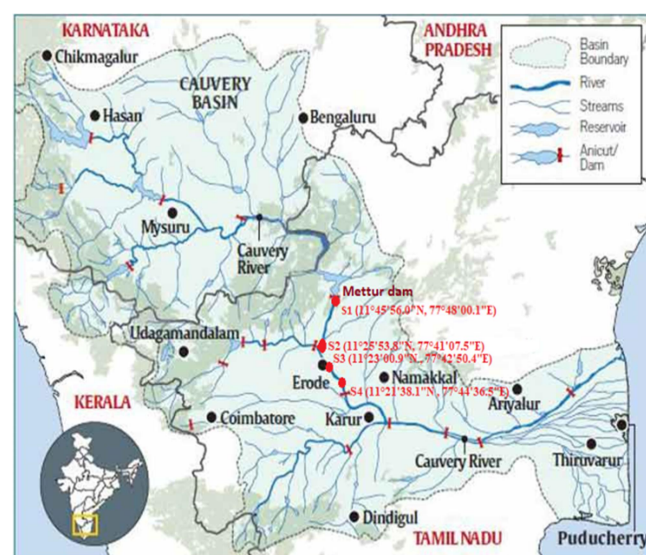 KARNATAKA
ANDHRA
PRADESH
Basin
Boundary
River
Streams
Reservoir
Anicut/
Dam
Chikmagalur
CAUVERY
BASIN
Hasan
Bengaluru
Mysuru
Cauvery
River
Mettur dam
S1 (11°45'56.0"N, 77°48'00.1"E)
Udagamandalam
S2 (11°25'53.8"N, 77°41'07.5"E)
S3 (11°23'00.9"N, 77°42'50.4"E)
Erode
Namakkal
S4 (11°21'38.1"N , 77°44'36.5"E)
Ariyalur
KERALA
Coimbatore
Karur
Cauvery River
Thiruvarur
Dindigul
TAMIL NADU
Puducherry